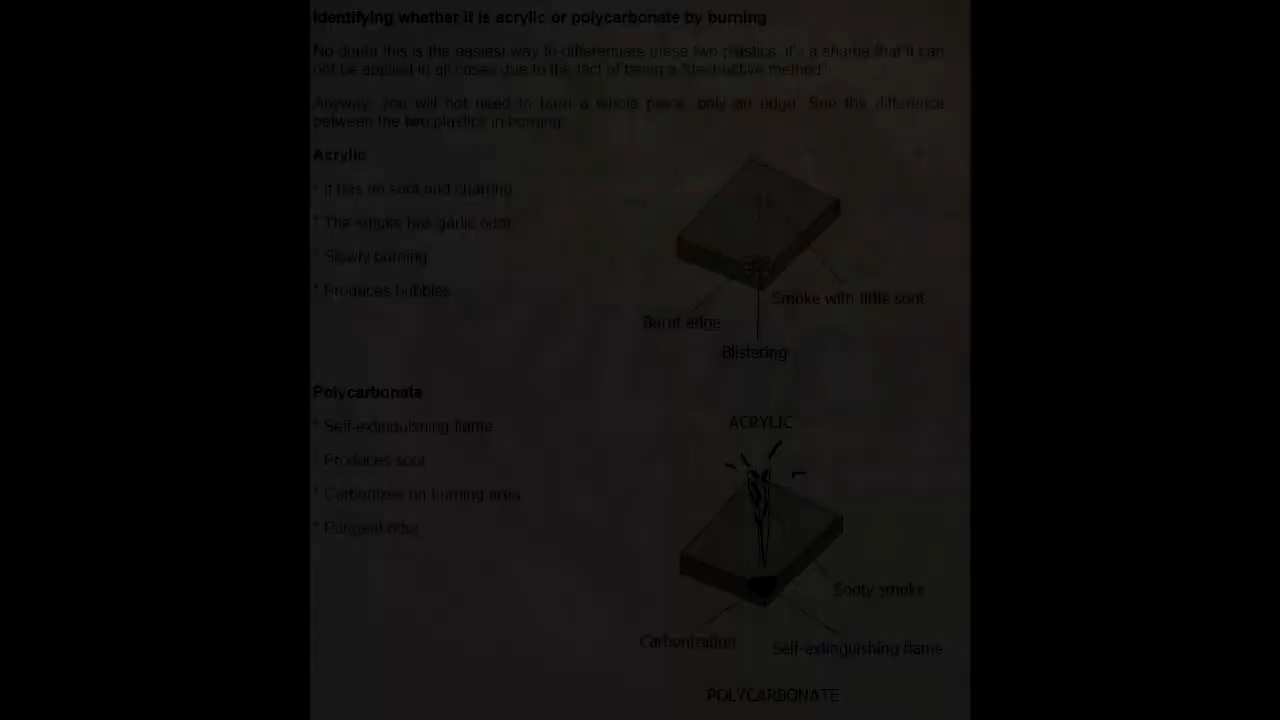 Identifying whether it is acrylic or polycarbonate by burning
No doubt this is the easiest way to differentiate these two plastics. It's a shame that it can
not be applied in all cases due to the fact of being a "destructive method".
Anyway, you will not need to burn a whole piece, only an edge. See the difference
between the two plastics in burning:
Acrylic
* It has no soot and charring
* The smoke has garlic odor
* Slowly burning
* Produces bubbles
Smoke with little soot
Burnt edge
Blistering
ACRYLIC
Polycarbonate
* Self-extinguishing flame
Produces soot
* Carbonizes on burning area
* Pungent odor
Sooty smoke
Carbonization
Self-extinguishing flame
POLYCARBONATE